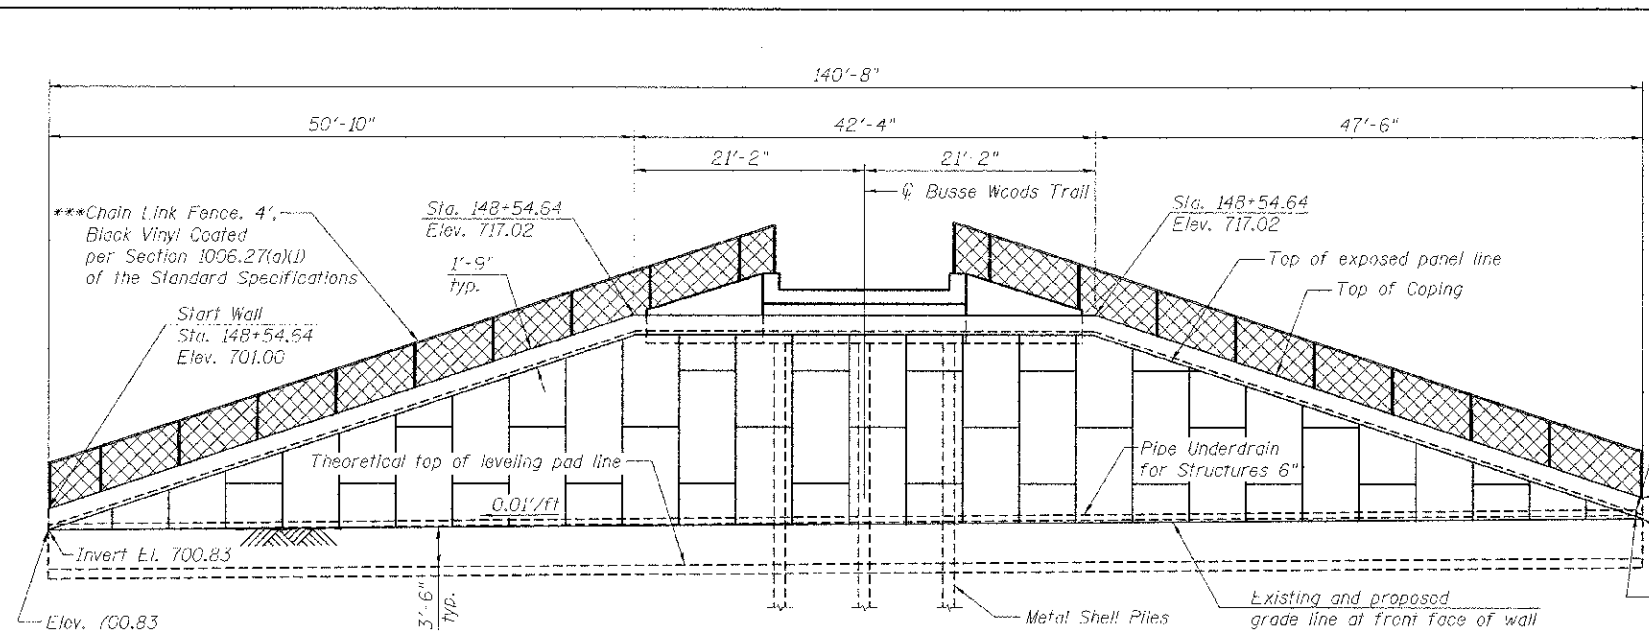 140'-8"
50'-10"
42'-4"
47'-6"
21'-2"
21'-2"
℄ Busse Woods Trail
***Chain Link Fence, 4',
Black Vinyl Coated
per Section 1006.27(a)(1)
of the Standard Specifications
Sta. 148+54.64
Elev. 717.02
Sta. 148+54.64
Elev. 717.02
1'-9"
typ.
Top of exposed panel line
Top of Coping
Start Wall
Sta. 148+54.64
Elev. 701.00
Theoretical top of leveling pad line
Pipe Underdrain
for Structures 6"
0.01'/ft
Invert El. 700.83
3'-6"
typ.
Elev. 700.83
Metal Shell Piles
Existing and proposed
grade line at front face of wall